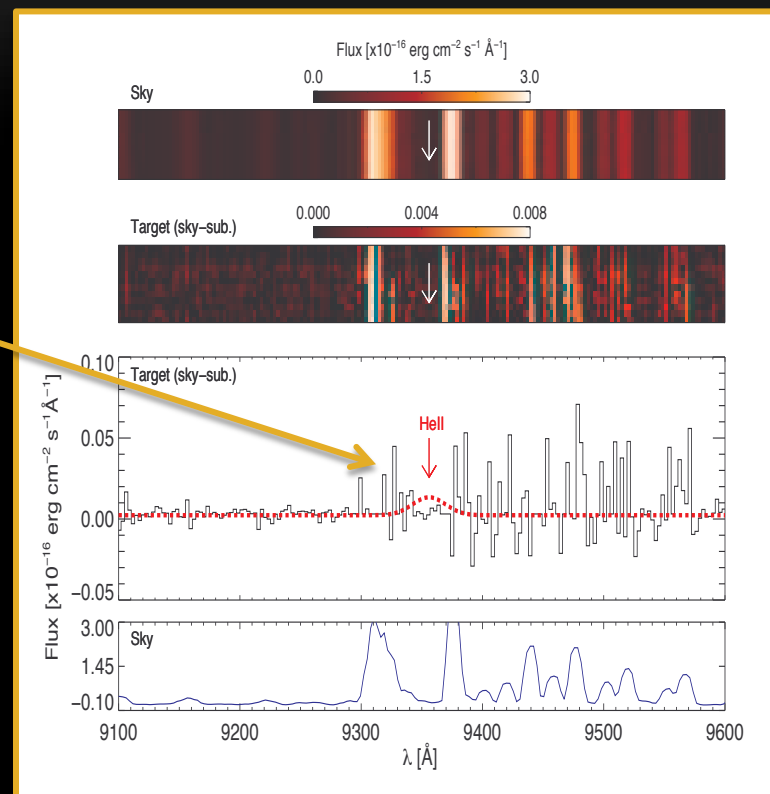 Flux [x10⁻¹⁶ erg cm⁻² s⁻¹ Å⁻¹]
0.0 1.5 3.0
Sky
0.000 0.004 0.008
Target (sky-sub.)
0.10
Target (sky-sub.)
HeII
0.05
0.00
−0.05
Flux [x10⁻¹⁶ erg cm⁻² s⁻¹Å⁻¹]
3.00
Sky
1.45
−0.10
9100 9200 9300 9400 9500 9600
λ [Å]